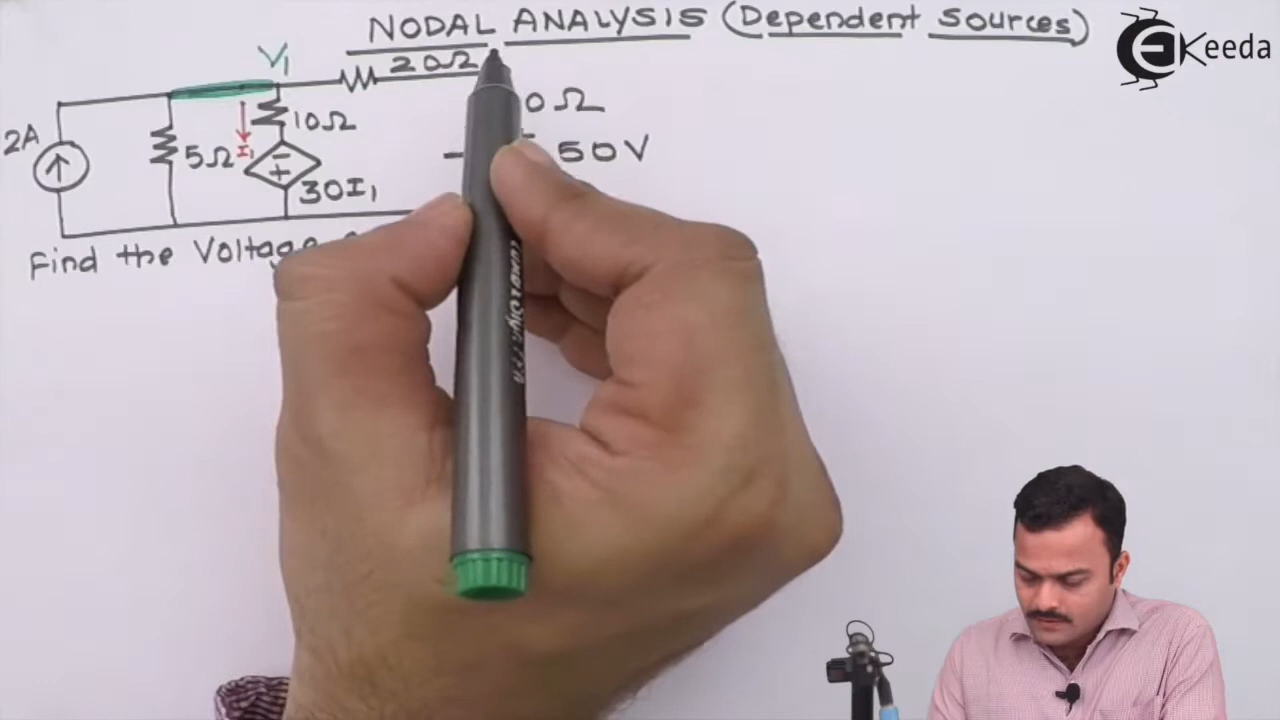 NODAL ANALYSIS (Dependent Sources)
Keeda
V1
20Ω
0Ω
2A
5Ω
I1
10Ω
50V
30I1
Find the Voltage